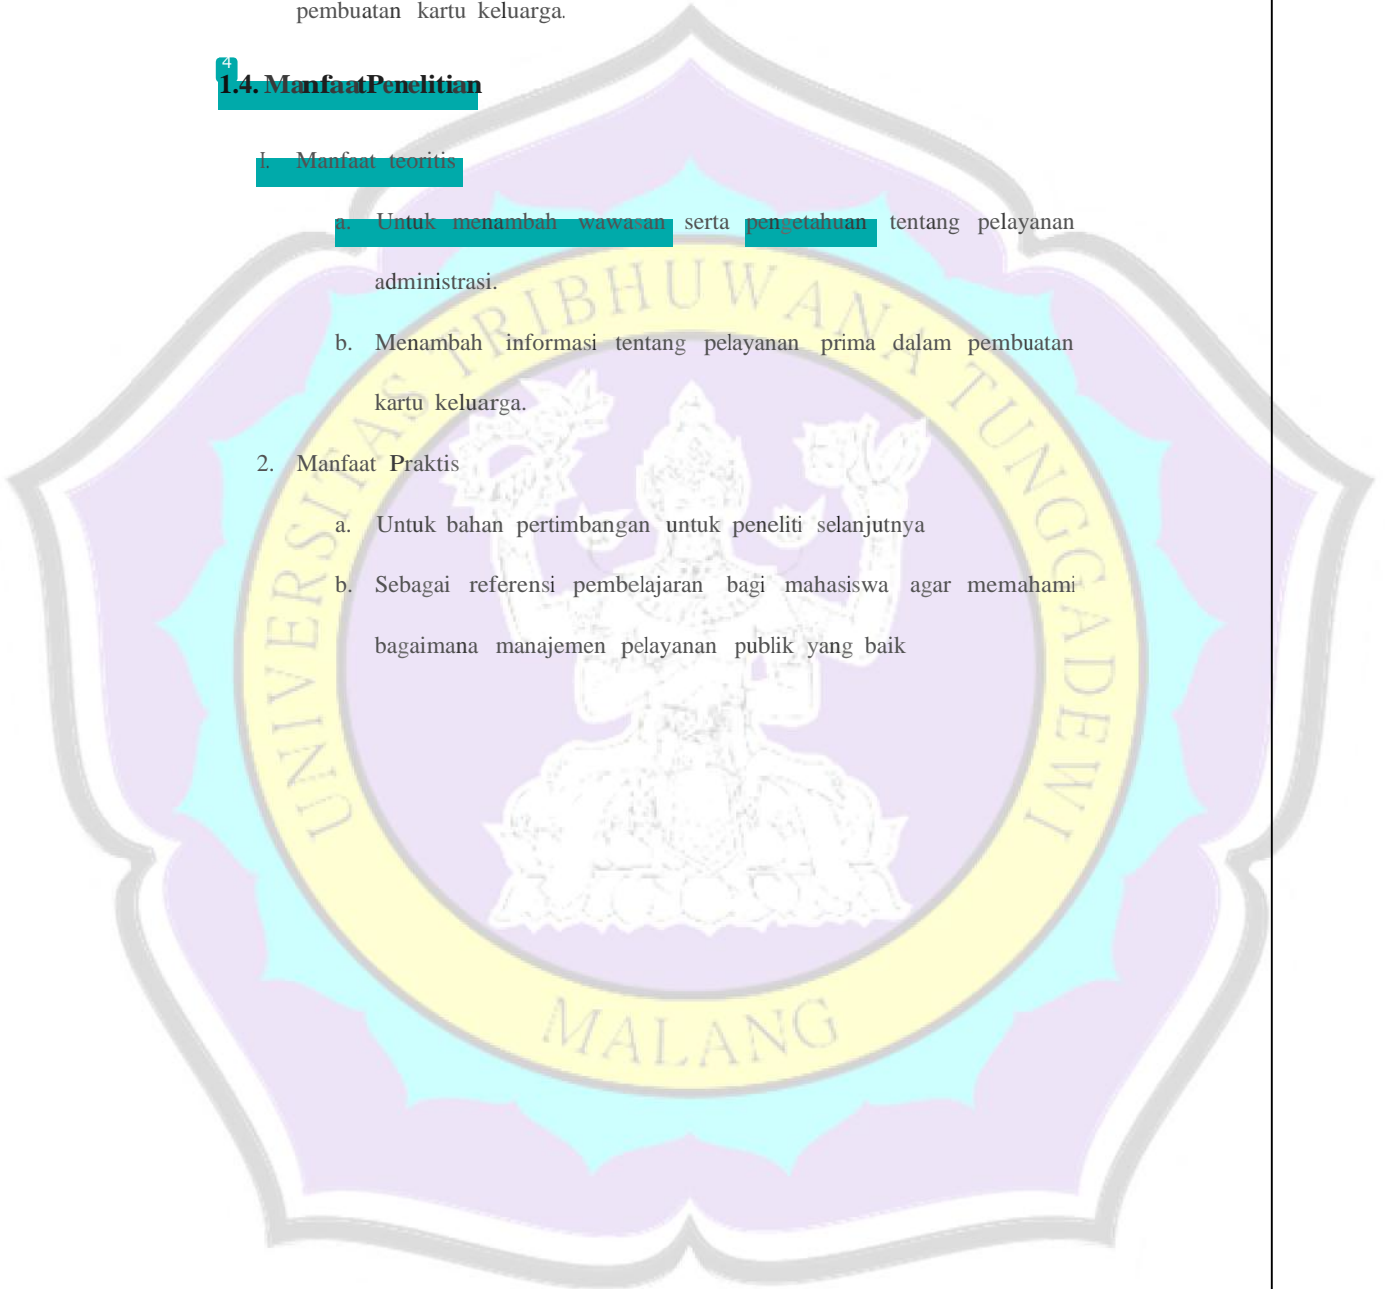 pembuatan kartu keluarga.
4
1.4. Manfaat Penelitian
I. Manfaat teoritis
a. Untuk menambah wawasan serta pengetahuan tentang pelayanan
administrasi.
b. Menambah informasi tentang pelayanan prima dalam pembuatan
kartu keluarga.
2. Manfaat Praktis
a. Untuk bahan pertimbangan untuk peneliti selanjutnya
b. Sebagai referensi pembelajaran bagi mahasiswa agar memahami
bagaimana manajemen pelayanan publik yang baik
UNIVERSITAS TRIBHUWANA TUNGGADEWI
MALANG